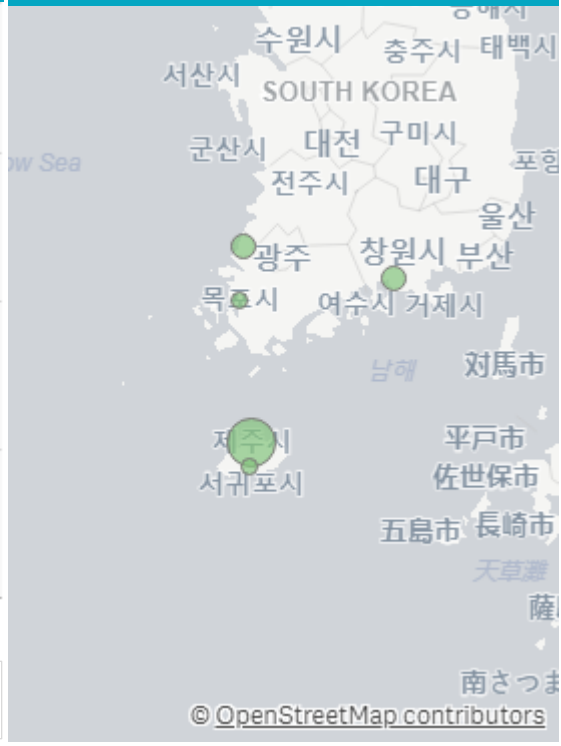 수원시
충주시 태백시
서산시
SOUTH KOREA
군산시 대전 구미시
ow Sea
포항
전주시 대구
울산
광주 창원시 부산
목포시 여수시 거제시
남해 対馬市
제주시 平戸市
서귀포시 佐世保市
五島市 長崎市
天草灘
薩
南さつま
© OpenStreetMap contributors